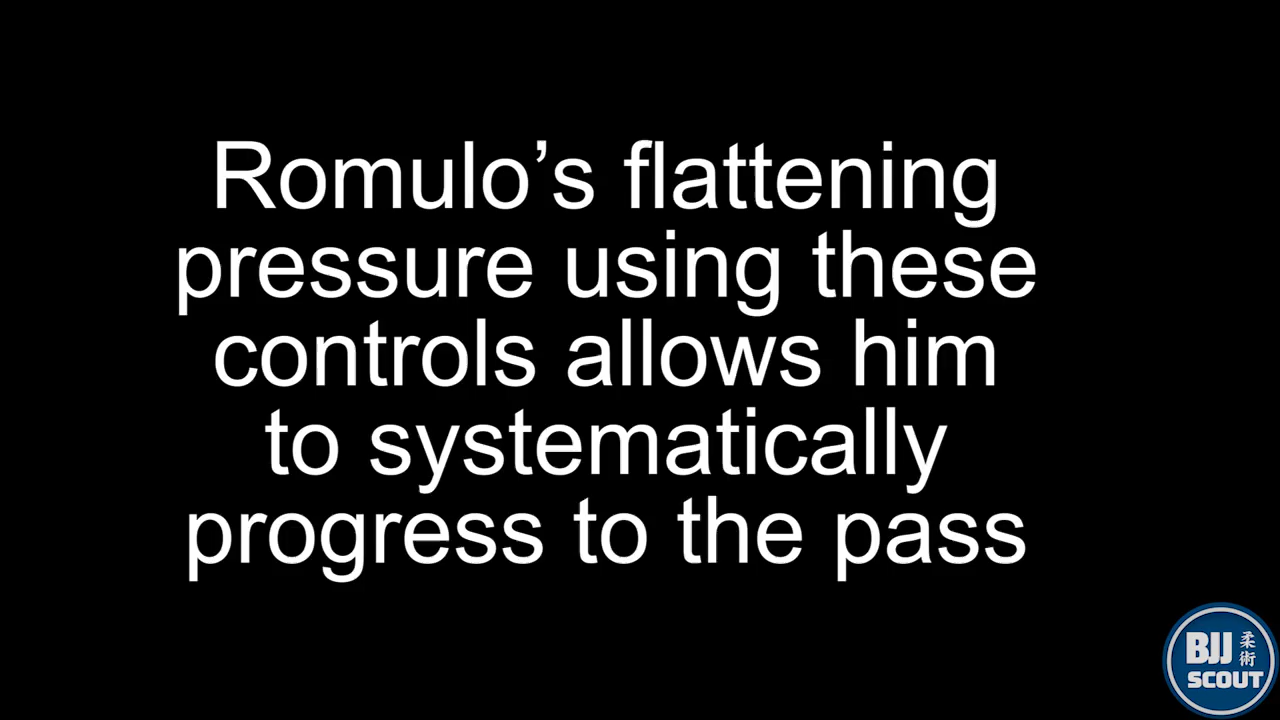 Romulo’s flattening
pressure using these
controls allows him
to systematically
progress to the pass
BJJ 柔術
SCOUT